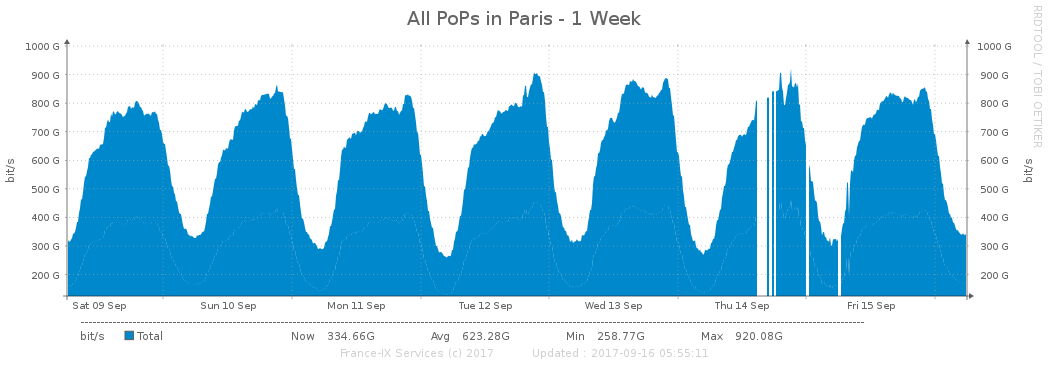 All PoPs in Paris - 1 Week
RRDTOOL / TOBI OETIKER
1000 G 1000 G
900 G 900 G
800 G 800 G
700 G 700 G
600 G 600 G
500 G 500 G
400 G 400 G
300 G 300 G
200 G 200 G
bit/s bit/s
Sat 09 Sep Sun 10 Sep Mon 11 Sep Tue 12 Sep Wed 13 Sep Thu 14 Sep Fri 15 Sep
bit/s Total Now 334.66G Avg 623.28G Min 258.77G Max 920.08G
France-IX Services (c) 2017 Updated : 2017-09-16 05:55:11